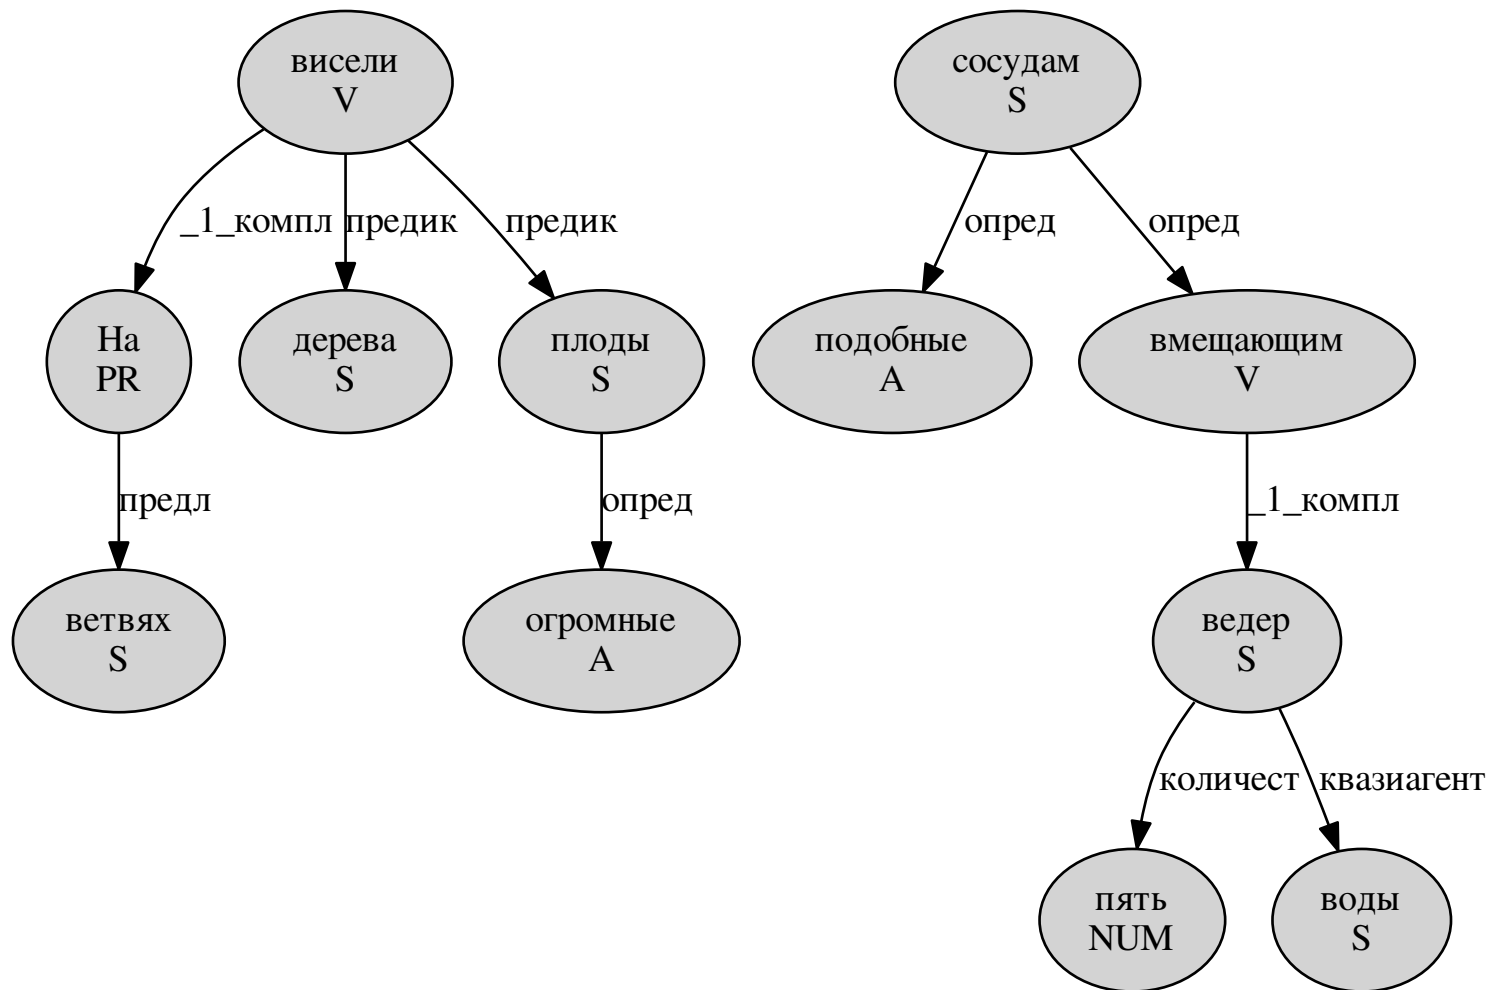 висели
V
сосудам
S
_1_компл
предик
предик
опред
опред
На
PR
дерева
S
плоды
S
подобные
A
вмещающим
V
предл
опред
_1_компл
ветвях
S
огромные
A
ведер
S
количест
квазиагент
пять
NUM
воды
S